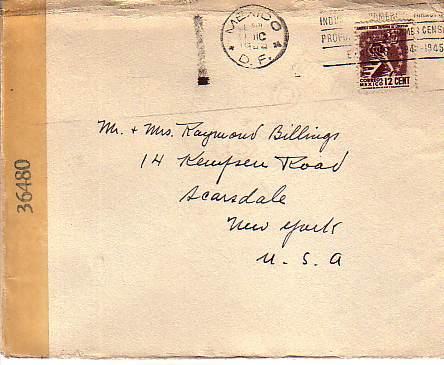 MEXICO
D. F.
CORREOS
MEXICO 12 CENT
Mr. + Mrs. Raymond Billings
14 Kempsen Road
Scarsdale
New York
U. S. A
36480